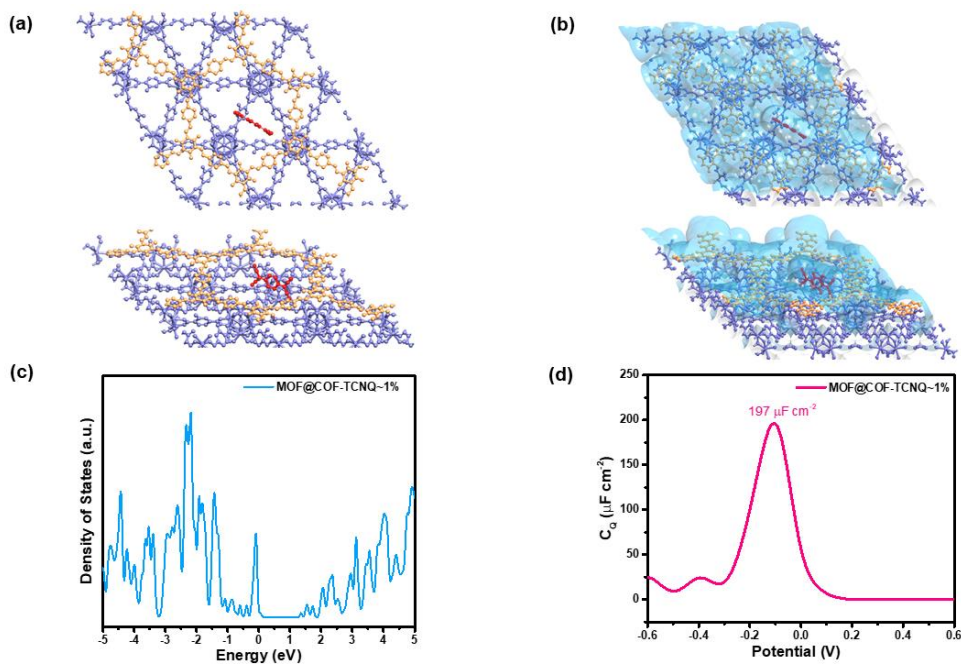 (a)
(b)
(c)
MOF@COF-TCNQ~1%
Density of States (a.u.)
-5 -4 -3 -2 -1 0 1 2 3 4 5
Energy (eV)
(d)
250
200
150
100
50
0
MOF@COF-TCNQ~1%
197 μF cm-2
CQ (μF cm-2)
-0.6 -0.4 -0.2 0.0 0.2 0.4 0.6
Potential (V)